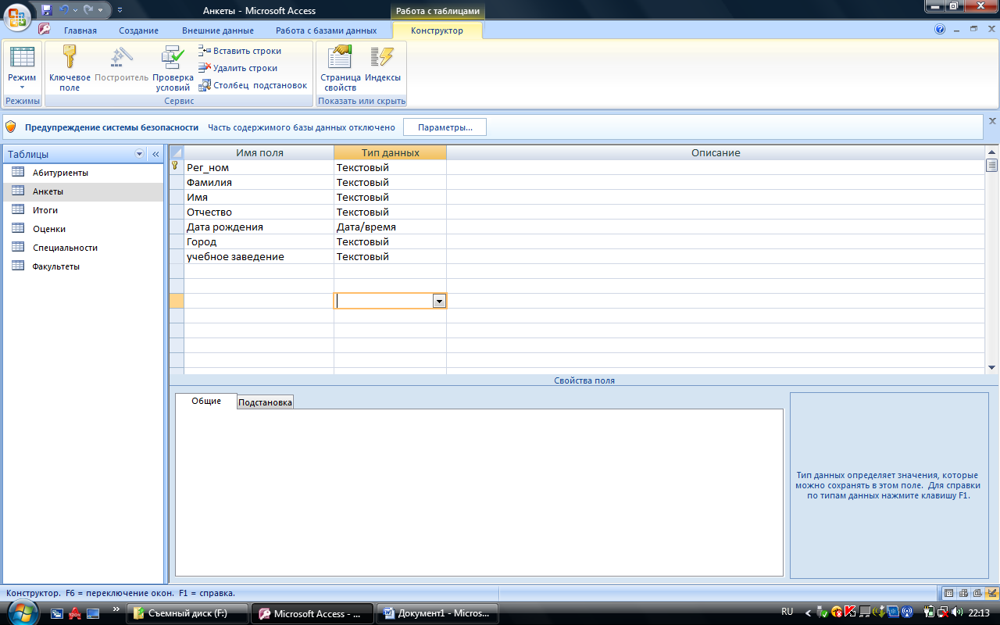 Анкеты - Microsoft Access
Работа с таблицами
Главная
Создание
Внешние данные
Работа с базами данных
Конструктор
Режим
Ключевое поле
Построитель
Проверка условий
Вставить строки
Удалить строки
Столбец подстановок
Страница свойств
Индексы
Режимы
Сервис
Показать или скрыть
Предупреждение системы безопасности Часть содержимого базы данных отключено Параметры...
Таблицы
Абитуриенты
Анкеты
Итоги
Оценки
Специальности
Факультеты
Имя поля Тип данных Описание
Рег_ном Текстовый
Фамилия Текстовый
Имя Текстовый
Отчество Текстовый
Дата рождения Дата/время
Город Текстовый
учебное заведение Текстовый
Свойства поля
Общие Подстановка
Тип данных определяет значения, которые
можно сохранять в этом поле. Для справки
по типам данных нажмите клавишу F1.
Конструктор. F6 = переключение окон. F1 = справка.
Съемный диск (F:)
Microsoft Access - ...
Документ1 - Micros...
RU
22:13